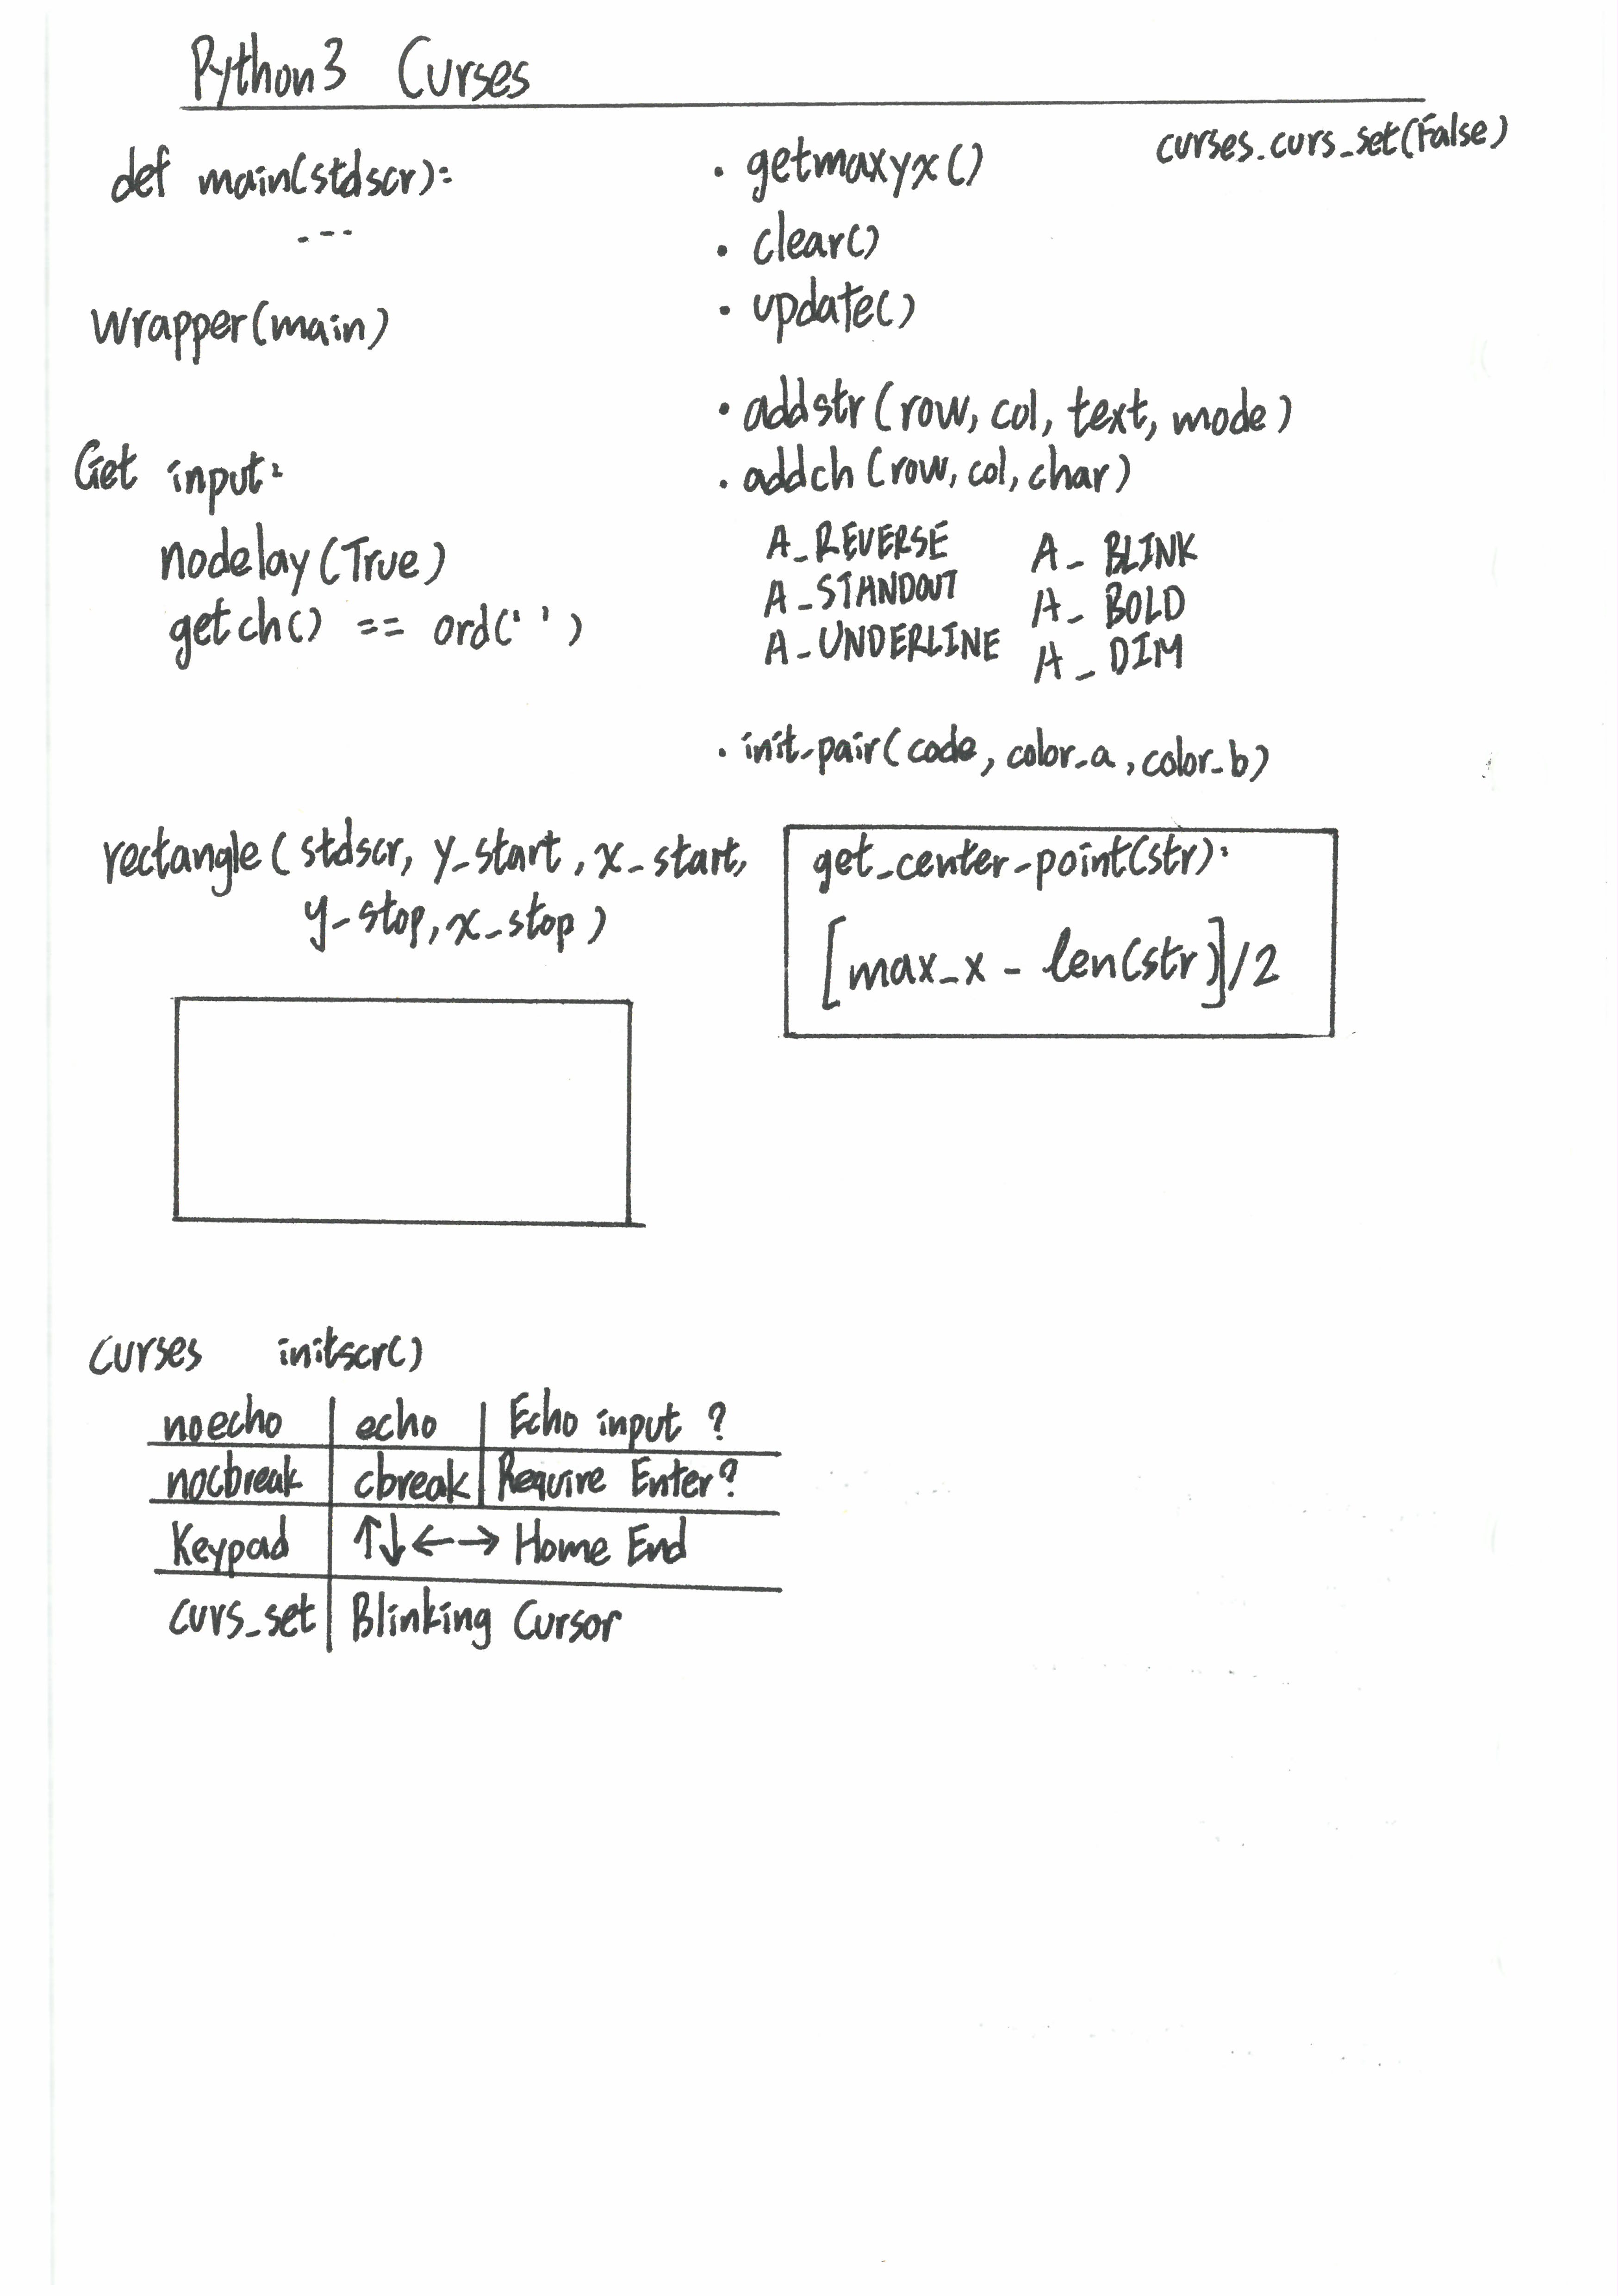 Python3 Curses
def main(stdscr):
---
wrapper(main)
Get input:
nodelay(True)
getch() == ord(' ')
curses.curs_set(False)
· getmaxyx()
· clear()
· update()
· addstr(row, col, text, mode)
· addch(row, col, char)
A_REVERSE A_BLINK
A_STANDOUT A_BOLD
A_UNDERLINE A_DIM
· init_pair(code, color_a, color_b)
rectangle(stdscr, y_start, x_start,
y_stop, x_stop)
get_center_point(str):
[max_x - len(str)]/2
curses initscr()
noecho echo Echo input ?
nocbreak cbreak Require Enter?
Keypad ↑↓←→ Home End
curs_set Blinking Cursor